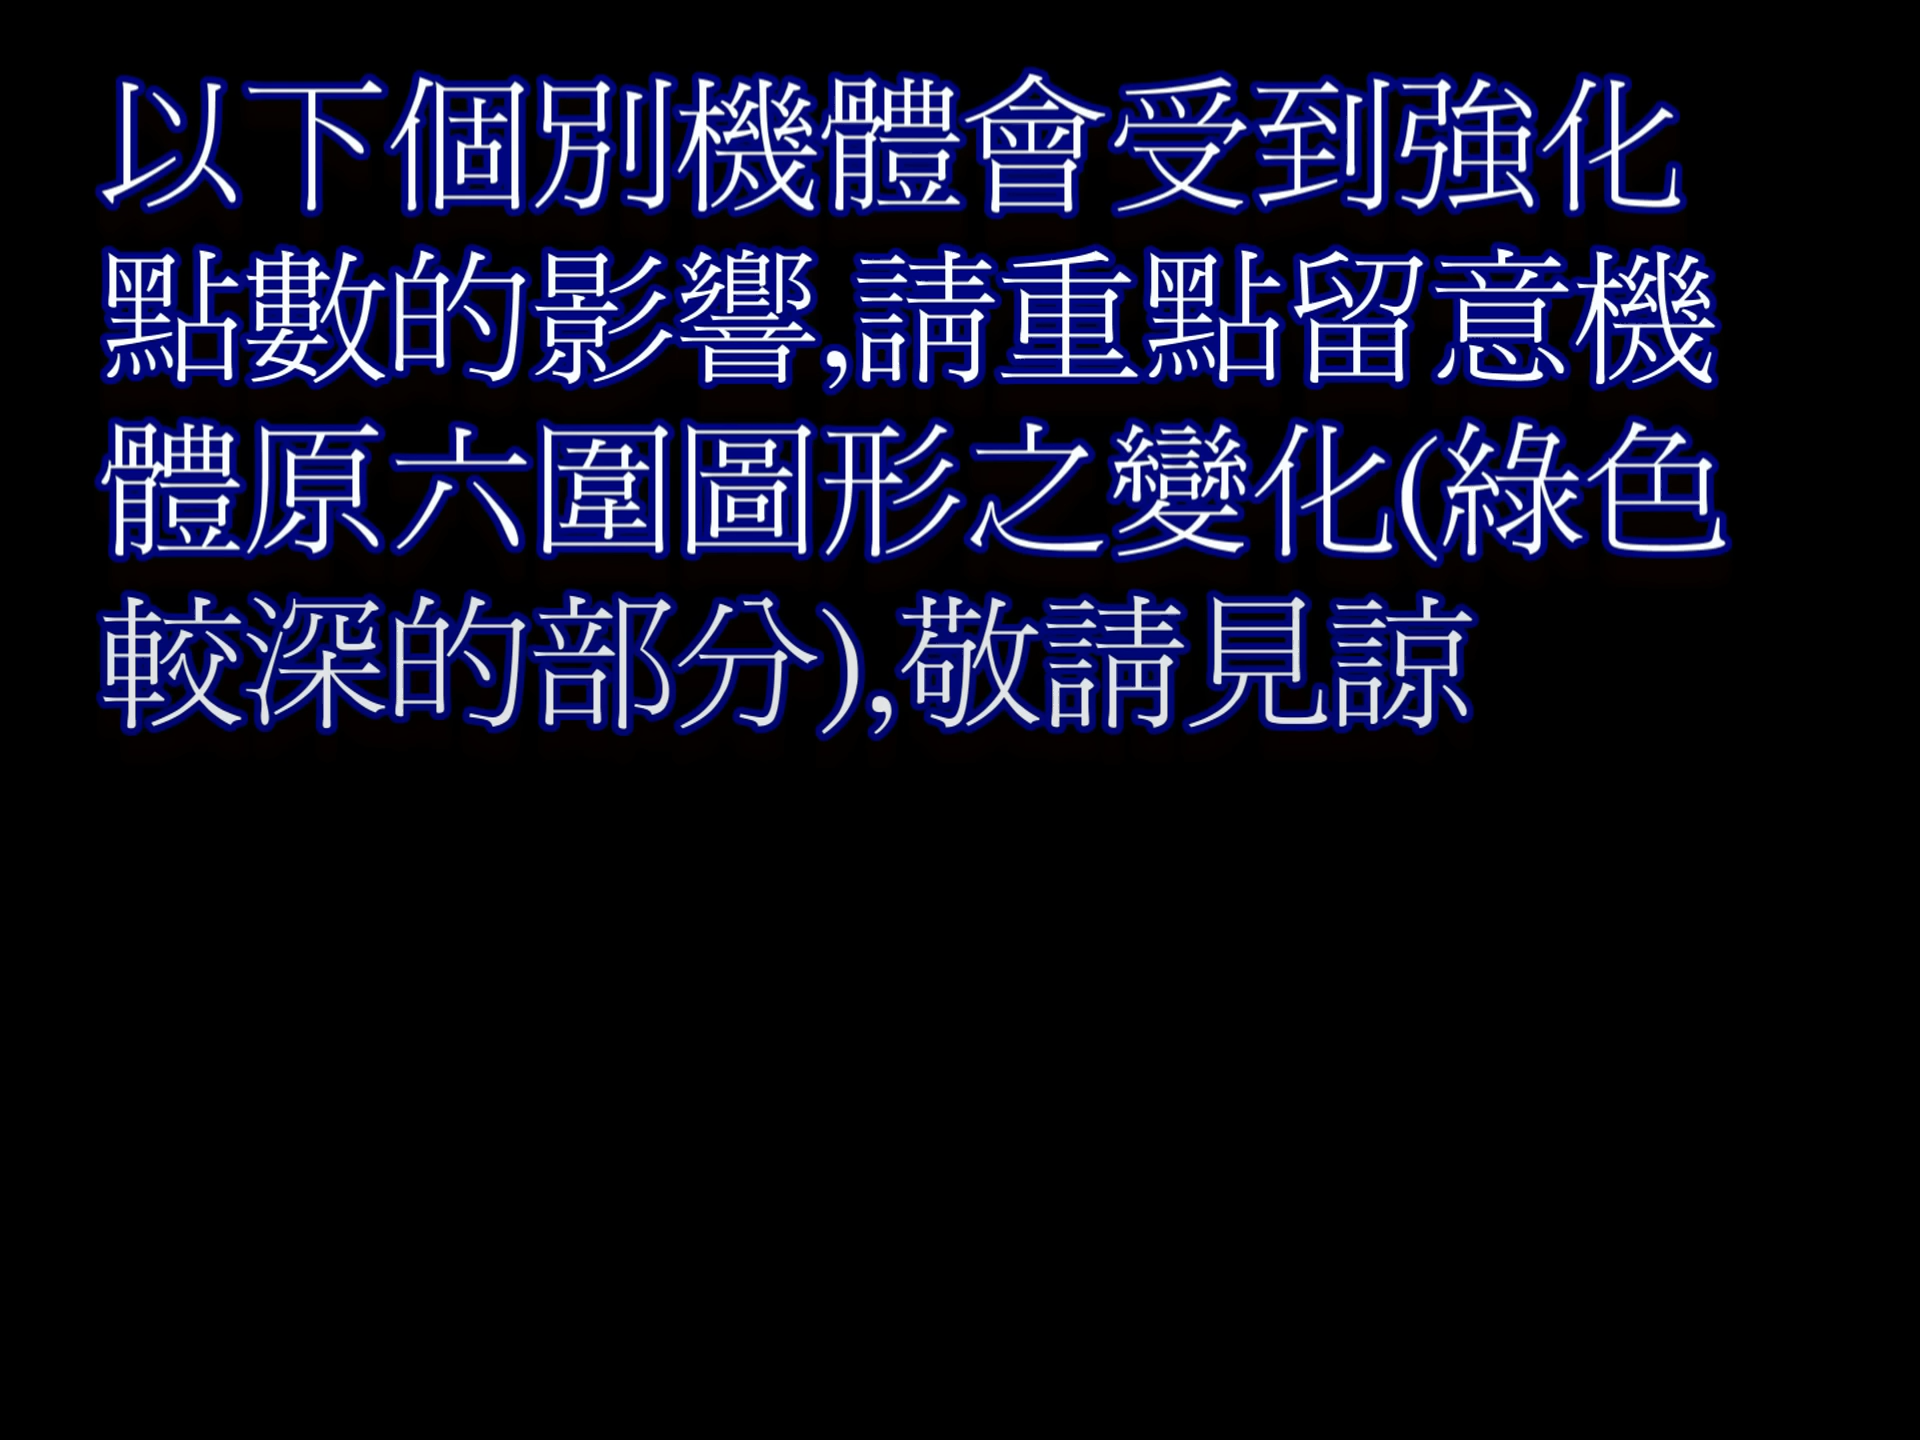 以下個別機體會受到強化
點數的影響,請重點留意機
體原六圍圖形之變化(綠色
較深的部分),敬請見諒